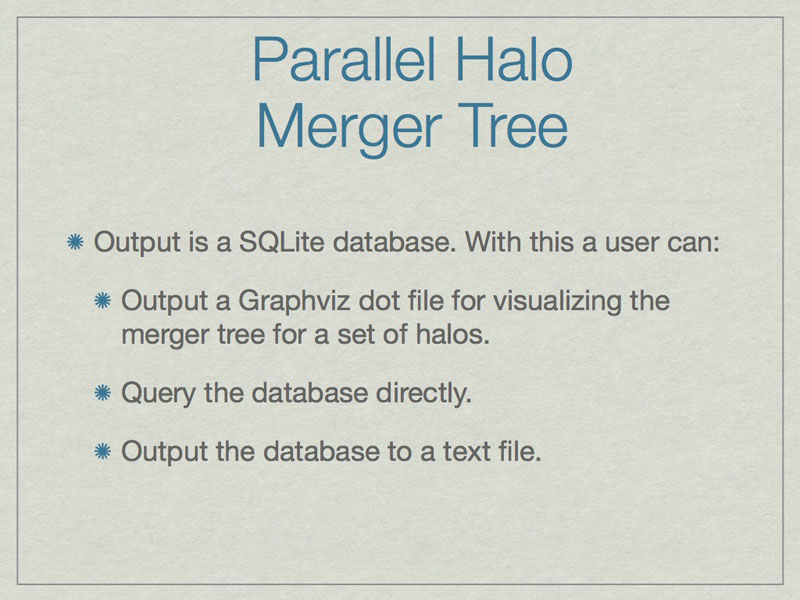 Parallel Halo
Merger Tree
Output is a SQLite database. With this a user can:
Output a Graphviz dot file for visualizing the
merger tree for a set of halos.
Query the database directly.
Output the database to a text file.